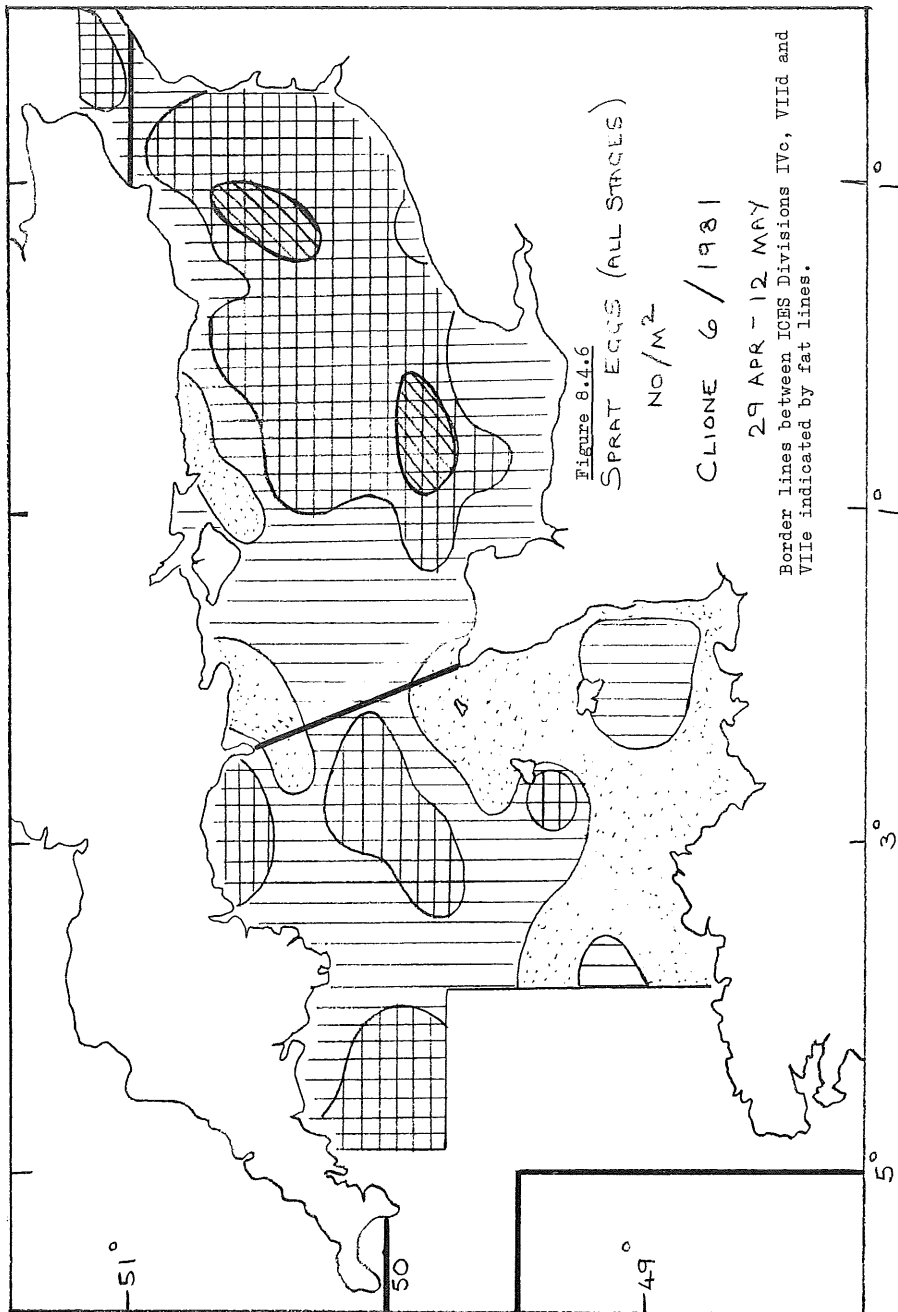 Figure 8.4.6
SPRAT EGGS (ALL STAGES)
NO/M²
CLIONE 6/1981
29 APR - 12 MAY
Border lines between ICES Divisions IVc, VIId and
VIIe indicated by fat lines.
51°
50
49°
5°
3°
1°
1°